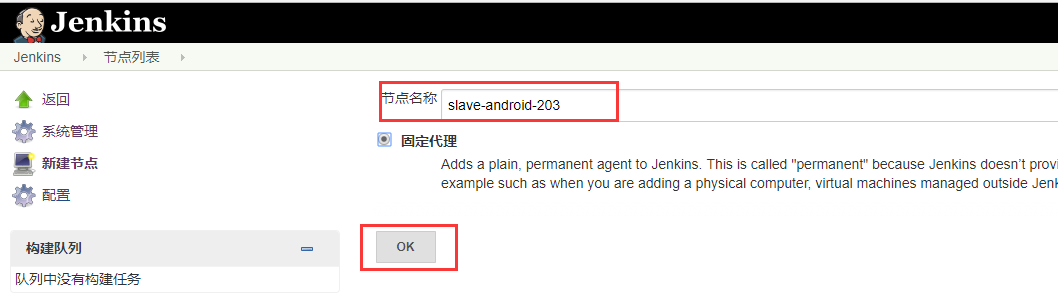 Jenkins
Jenkins
节点列表
返回
系统管理
新建节点
配置
构建队列
队列中没有构建任务
节点名称 slave-android-203
固定代理
Adds a plain, permanent agent to Jenkins. This is called "permanent" because Jenkins doesn't provi
example such as when you are adding a physical computer, virtual machines managed outside Jenk
OK